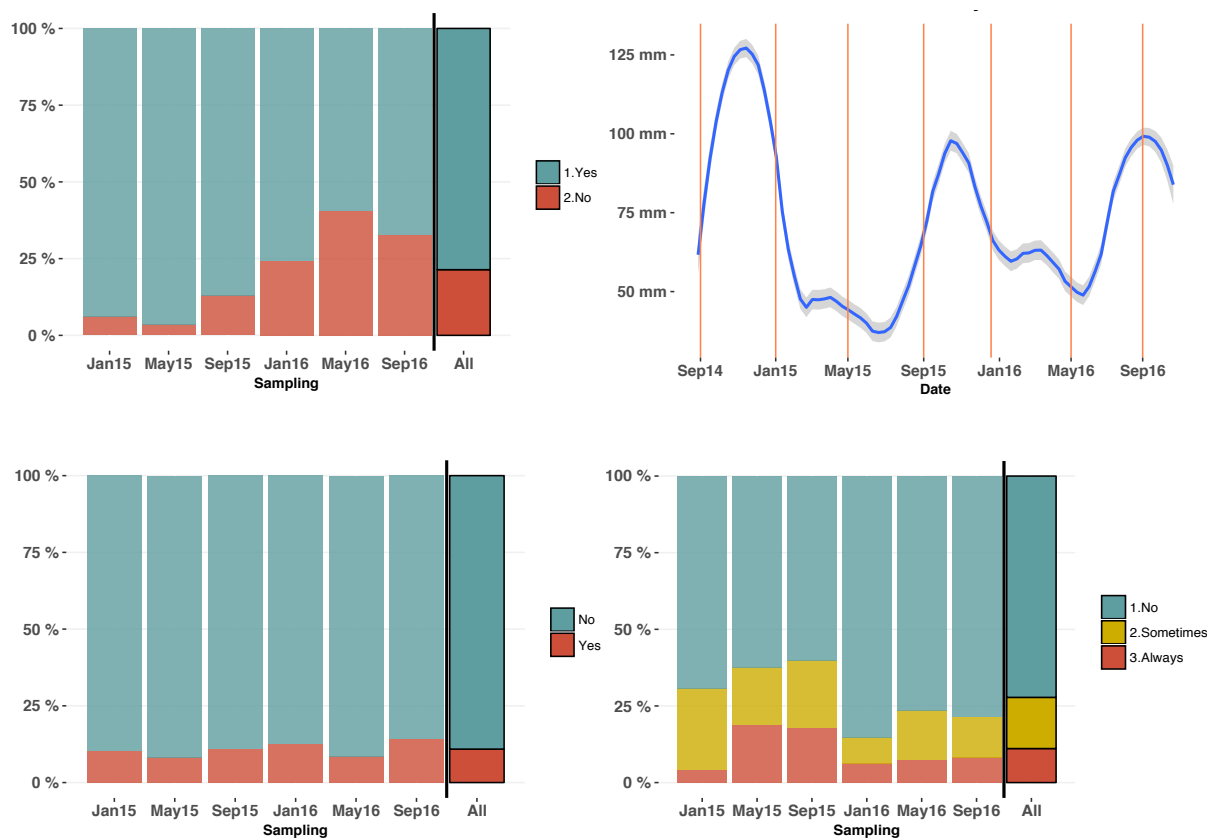 100 %
75 %
50 %
25 %
0 %
Jan15 May15 Sep15 Jan16 May16 Sep16 All
Sampling
1.Yes
2.No
125 mm
100 mm
75 mm
50 mm
Sep14 Jan15 May15 Sep15 Jan16 May16 Sep16
Date
100 %
75 %
50 %
25 %
0 %
Jan15 May15 Sep15 Jan16 May16 Sep16 All
Sampling
No
Yes
100 %
75 %
50 %
25 %
0 %
Jan15 May15 Sep15 Jan16 May16 Sep16 All
Sampling
1.No
2.Sometimes
3.Always